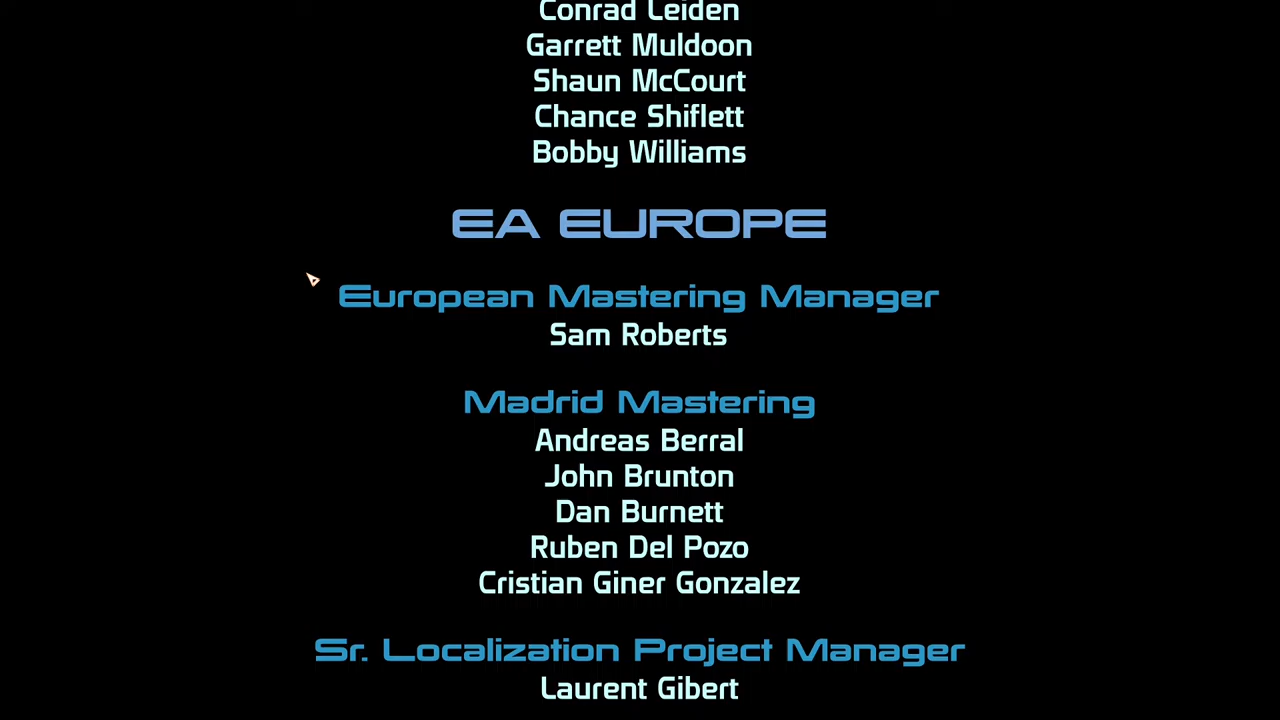 Conrad Leiden
Garrett Muldoon
Shaun McCourt
Chance Shiflett
Bobby Williams
EA EUROPE
European Mastering Manager
Sam Roberts
Madrid Mastering
Andreas Berral
John Brunton
Dan Burnett
Ruben Del Pozo
Cristian Giner Gonzalez
Sr. Localization Project Manager
Laurent Gibert